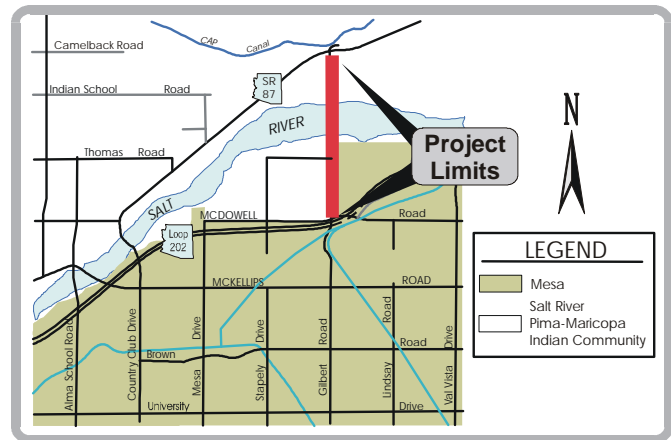 Camelback Road
CAP Canal
SR
87
Indian School Road
N
RIVER
Project
Limits
Thomas Road
SALT
MCDOWELL Road
Loop
202
LEGEND
Mesa
Salt River
Pima-Maricopa
Indian Community
MCKELLIPS ROAD
Alma School Road
Country Club Drive
Mesa Drive
Stapely Drive
Gilbert Road
Lindsay Road
Val Vista Drive
Brown Road
University Drive